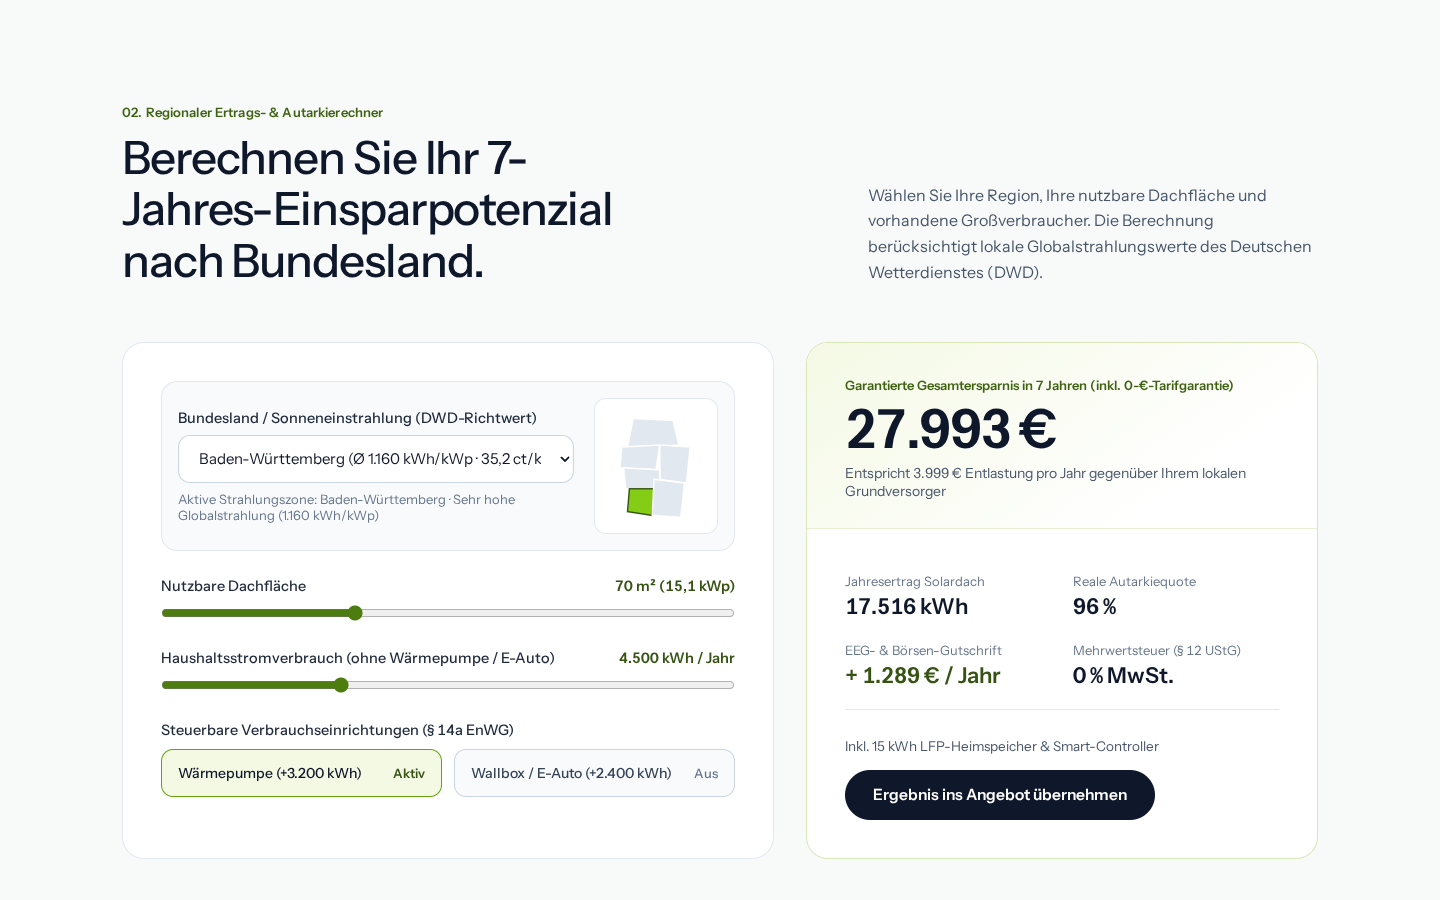 02. Regionaler Ertrags- & Autarkierechner
Berechnen Sie Ihr 7-
Jahres-Einsparpotenzial
nach Bundesland.
Wählen Sie Ihre Region, Ihre nutzbare Dachfläche und
vorhandene Großverbraucher. Die Berechnung
berücksichtigt lokale Globalstrahlungswerte des Deutschen
Wetterdienstes (DWD).
Bundesland / Sonneneinstrahlung (DWD-Richtwert)
Baden-Württemberg (Ø 1.160 kWh/kWp · 35,2 ct/k
Aktive Strahlungszone: Baden-Württemberg · Sehr hohe
Globalstrahlung (1.160 kWh/kWp)
Nutzbare Dachfläche
70 m² (15,1 kWp)
Haushaltsstromverbrauch (ohne Wärmepumpe / E-Auto)
4.500 kWh / Jahr
Steuerbare Verbrauchseinrichtungen (§ 14a EnWG)
Wärmepumpe (+3.200 kWh) Aktiv
Wallbox / E-Auto (+2.400 kWh) Aus
Garantierte Gesamtersparnis in 7 Jahren (inkl. 0-€-Tarifgarantie)
27.993 €
Entspricht 3.999 € Entlastung pro Jahr gegenüber Ihrem lokalen
Grundversorger
Jahresertrag Solardach
17.516 kWh
Reale Autarkiequote
96 %
EEG- & Börsen-Gutschrift
+ 1.289 € / Jahr
Mehrwertsteuer (§ 12 UStG)
0 % MwSt.
Inkl. 15 kWh LFP-Heimspeicher & Smart-Controller
Ergebnis ins Angebot übernehmen